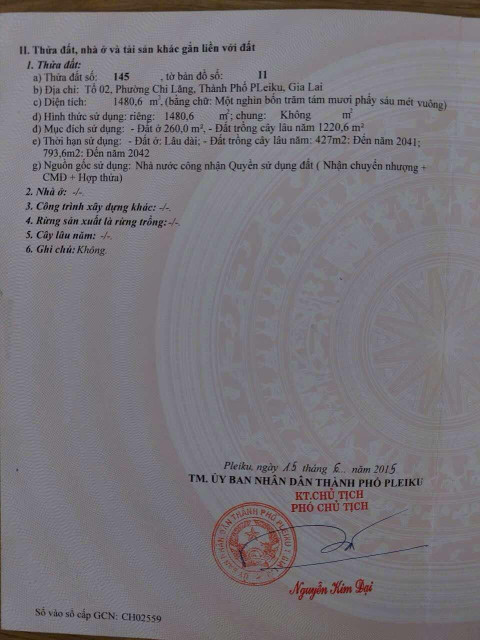 II. Thửa đất, nhà ở và tài sản khác gắn liền với đất
1. Thửa đất:
a) Thửa đất số: 145 , tờ bản đồ số: 11
b) Địa chỉ: Tổ 02, Phường Chi Lăng, Thành Phố PLeiku, Gia Lai
c) Diện tích: 1480,6 m², (bằng chữ: Một nghìn bốn trăm tám mươi phẩy sáu mét vuông)
d) Hình thức sử dụng: riêng: 1480,6 m²; chung: Không m²
đ) Mục đích sử dụng: - Đất ở 260,0 m², - Đất trồng cây lâu năm 1220,6 m²
e) Thời hạn sử dụng: - Đất ở: Lâu dài; - Đất trồng cây lâu năm: 427m2: Đến năm 2041;
793,6m2: Đến năm 2042
g) Nguồn gốc sử dụng: Nhà nước công nhận Quyền sử dụng đất ( Nhận chuyển nhượng +
CMĐ + Hợp thửa)
2. Nhà ở: -/-
3. Công trình xây dựng khác: -/-
4. Rừng sản xuất là rừng trồng: -/-
5. Cây lâu năm: -/-
6. Ghi chú: Không.
Pleiku, ngày 15 tháng 6 năm 2015
TM. ỦY BAN NHÂN DÂN THÀNH PHỐ PLEIKU
KT.CHỦ TỊCH
PHÓ CHỦ TỊCH
Nguyễn Kim Đại
Số vào sổ cấp GCN: CH02559